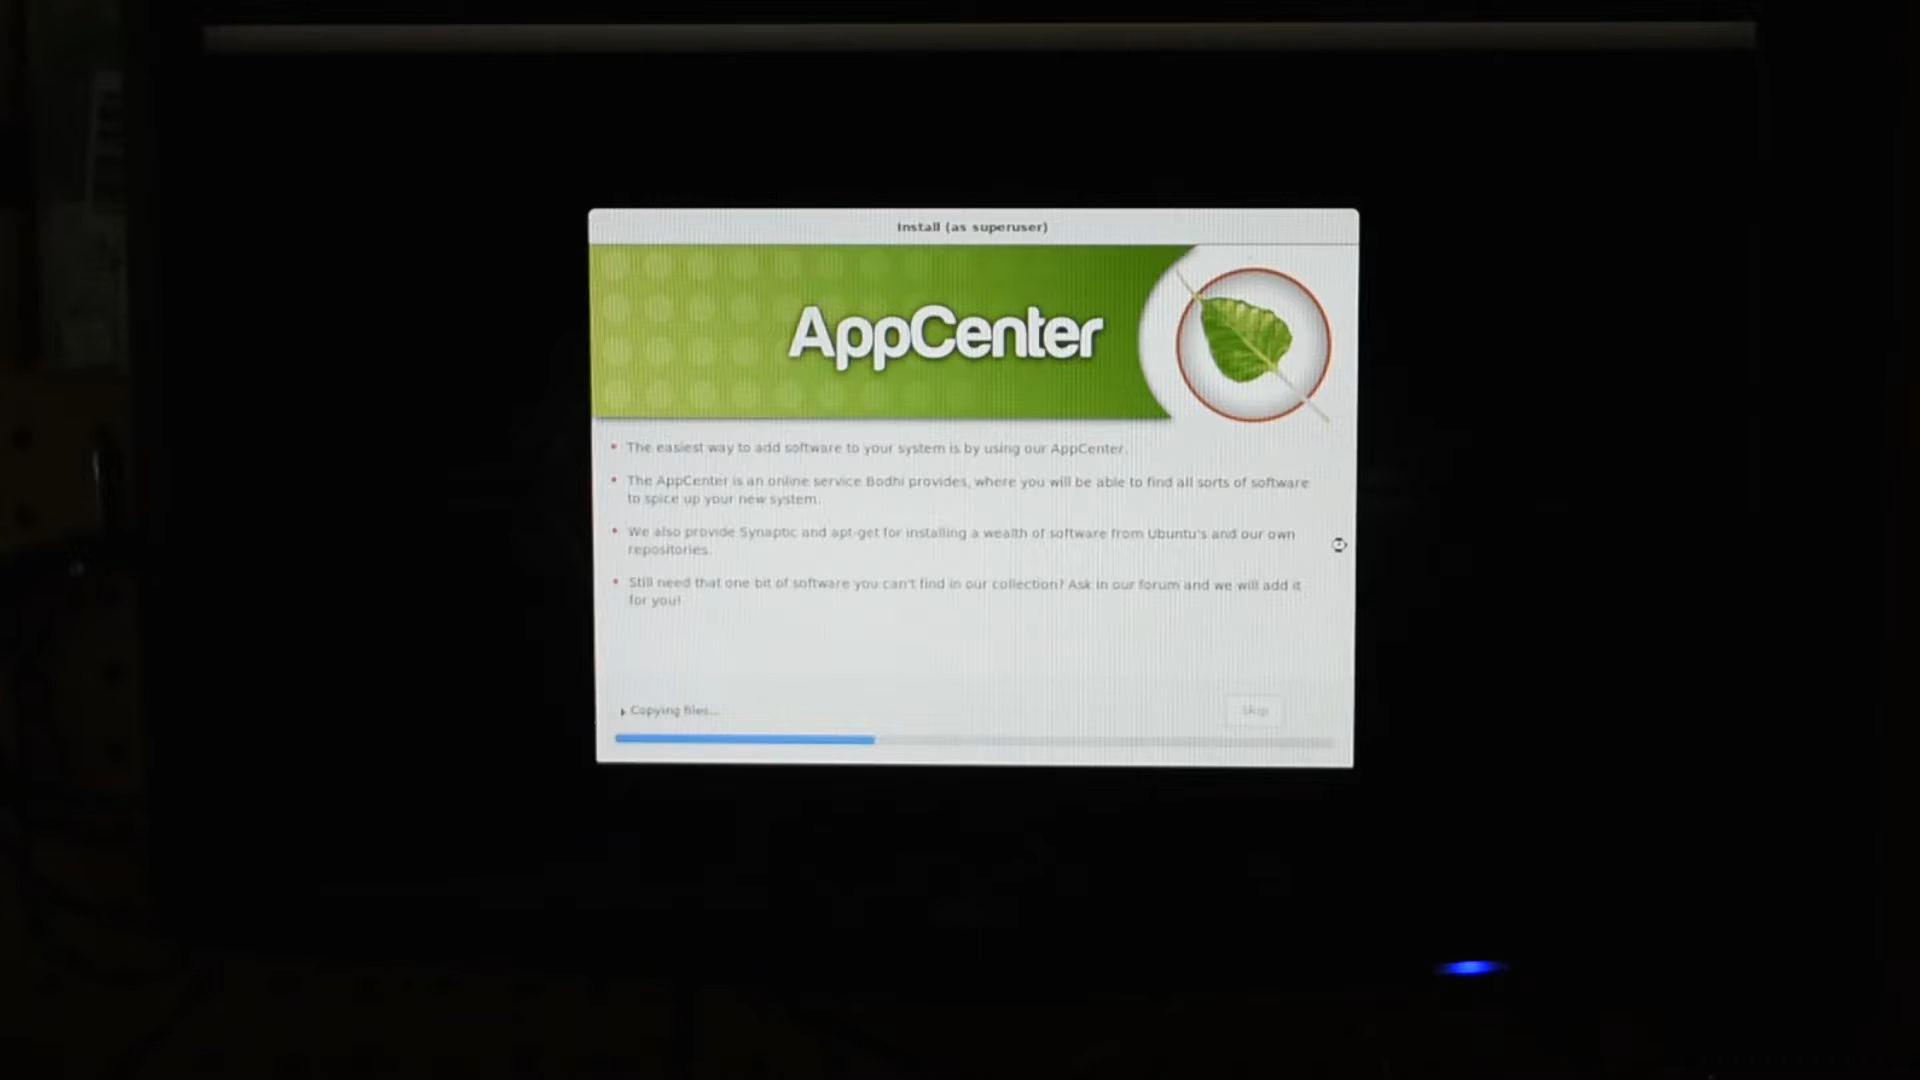 Install (as superuser)
AppCenter
The easiest way to add software to your system is by using our AppCenter.
The AppCenter is an online service Bodhi provides, where you will be able to find all sorts of software
to spice up your new system.
We also provide Synaptic and apt-get for installing a wealth of software from Ubuntu's and our own
repositories.
Still need that one bit of software you can't find in our collection? Ask in our forum and we will add it
for you!
Copying files...
Skip